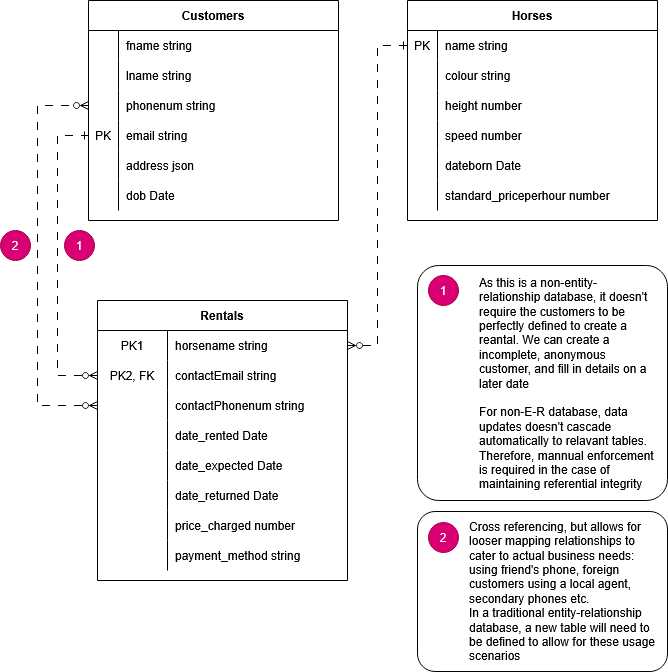 Customers
fname string
lname string
phonenum string
PK email string
address json
dob Date
Horses
PK name string
colour string
height number
speed number
dateborn Date
standard_priceperhour number
2
1
Rentals
PK1 horsename string
PK2, FK contactEmail string
contactPhonenum string
date_rented Date
date_expected Date
date_returned Date
price_charged number
payment_method string
1
As this is a non-entity-
relationship database, it doesn't
require the customers to be
perfectly defined to create a
reantal. We can create a
incomplete, anonymous
customer, and fill in details on a
later date
For non-E-R database, data
updates doesn't cascade
automatically to relavant tables.
Therefore, mannual enforcement
is required in the case of
maintaining referential integrity
2
Cross referencing, but allows for
looser mapping relationships to
cater to actual business needs:
using friend's phone, foreign
customers using a local agent,
secondary phones etc.
In a traditional entity-relationship
database, a new table will need to
be defined to allow for these usage
scenarios